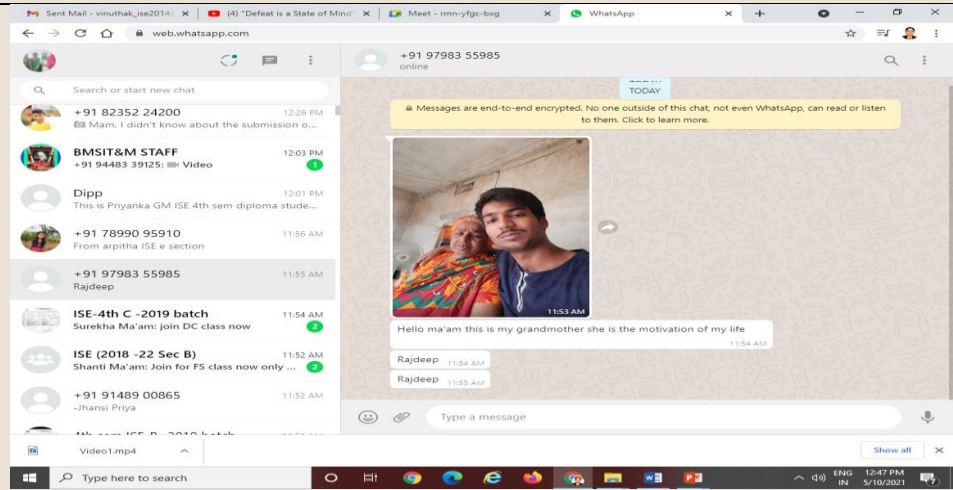 Sent Mail - vinuthak_ise2014
(4) "Defeat is a State of Mind"
Meet - rmn-yfgc-bxg
WhatsApp
web.whatsapp.com
+91 97983 55985
online
Search or start new chat
+91 82352 24200
12:26 PM
Mam. I didn't know about the submission o...
BMSIT&M STAFF
12:03 PM
+91 94483 39125: Video
1
Dipp
12:01 PM
This is Priyanka GM ISE 4th sem diploma stude...
+91 78990 95910
11:56 AM
From arpitha ISE e section
+91 97983 55985
11:55 AM
Rajdeep
ISE-4th C -2019 batch
11:54 AM
Surekha Ma'am: join DC class now
2
ISE (2018 -22 Sec B)
11:52 AM
Shanti Ma'am: Join for FS class now only ...
2
+91 91489 00865
11:52 AM
-Jhansi Priya
TODAY
Messages are end-to-end encrypted. No one outside of this chat, not even WhatsApp, can read or listen
to them. Click to learn more.
11:53 AM
Hello ma'am this is my grandmother she is the motivation of my life
11:54 AM
Rajdeep 11:54 AM
Rajdeep 11:55 AM
Type a message
Video1.mp4
Show all
Type here to search
ENG
IN
12:47 PM
5/10/2021